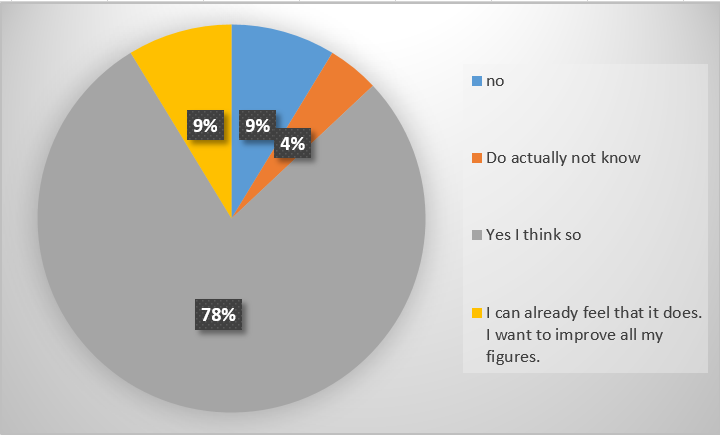 9%
9%
4%
78%
no
Do actually not know
Yes I think so
I can already feel that it does.
I want to improve all my
figures.